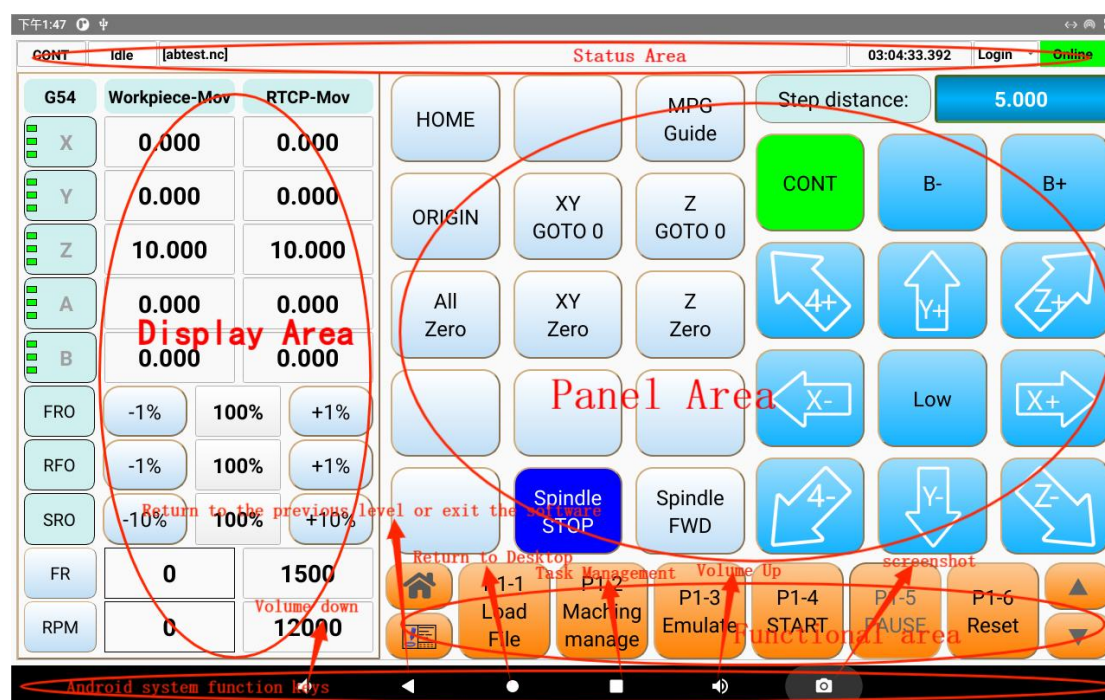 下午1:47
CONT Idle [abtest.nc] Status Area 03:04:33.392 Login Online
G54 Workpiece-Mov RTCP-Mov
X 0.000 0.000
Y 0.000 0.000
Z 10.000 10.000
A 0.000 0.000
B 0.000 0.000
Display Area
FRO -1% 100% +1%
RFO -1% 100% +1%
SRO -10% 100% +10%
FR 0 1500
RPM 0 12000
HOME
MPG
Guide
ORIGIN
XY
GOTO 0
Z
GOTO 0
All
Zero
XY
Zero
Z
Zero
Panel Area
Spindle
STOP
Spindle
FWD
Step distance: 5.000
CONT B- B+
4+ Y+ Z+
X- Low X+
4- Y- Z-
Return to the previous level or exit the software
Return to Desktop
Task Management
Volume Up
screenshot
Volume down
P1-1
Load
File
P1-2
Maching
manage
P1-3
Emulate
P1-4
START
P1-5
PAUSE
P1-6
Reset
Functional area
Android system function keys